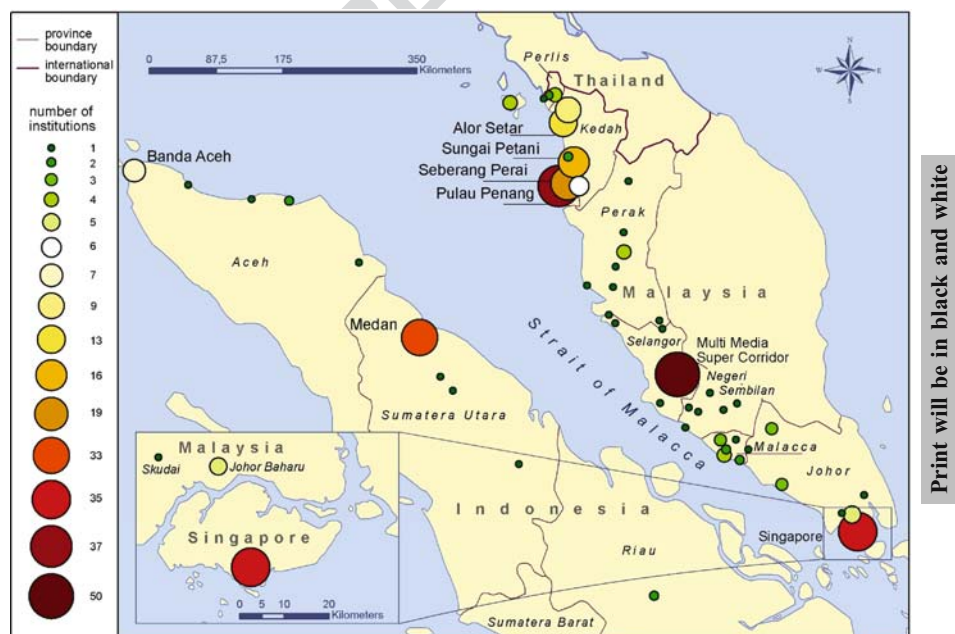 province
boundary
international
boundary
number of
institutions
1
2
3
4
5
6
7
9
13
16
19
33
35
37
50
0 87,5 175 350
Kilometers
N
W E
S
Perlis
Thailand
Alor Setar
Kedah
Sungai Petani
Seberang Perai
Pulau Penang
Banda Aceh
Perak
Aceh
Malaysia
Medan
Selangor
Multi Media
Super Corridor
Negeri
Sembilan
Strait of Malacca
Sumatera Utara
Malacca
Johor
Malaysia
Skudai
Johor Baharu
Singapore
0 5 10 20
Kilometers
Indonesia
Singapore
Riau
Sumatera Barat
Print will be in black and white